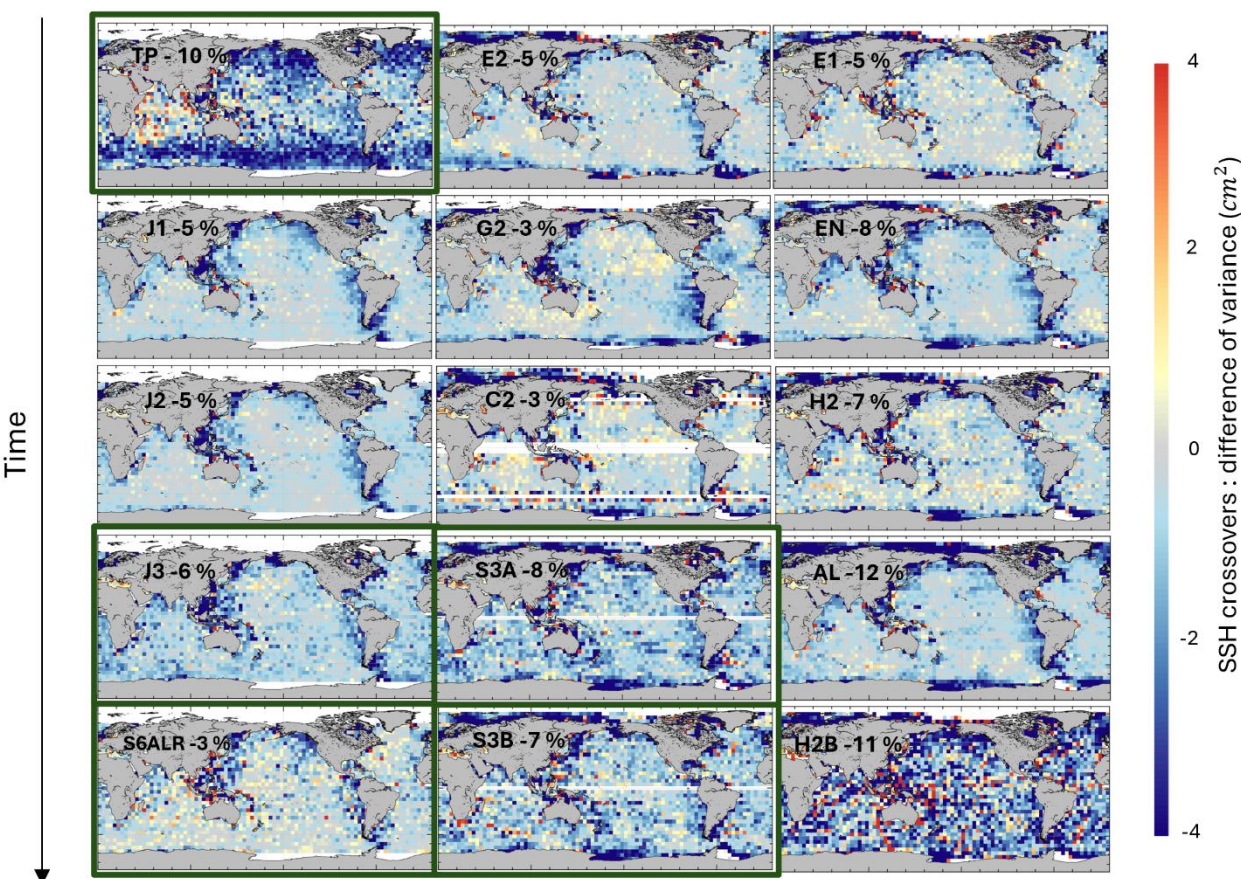 Time
TP - 10 %
E2 -5 %
E1 -5 %
J1 -5 %
G2 -3 %
EN -8 %
J2 -5 %
C2 -3 %
H2 -7 %
J3 -6 %
S3A -8 %
AL -12 %
S6ALR -3 %
S3B -7 %
H2B -11 %
4
2
0
-2
-4
SSH crossovers : difference of variance (cm²)